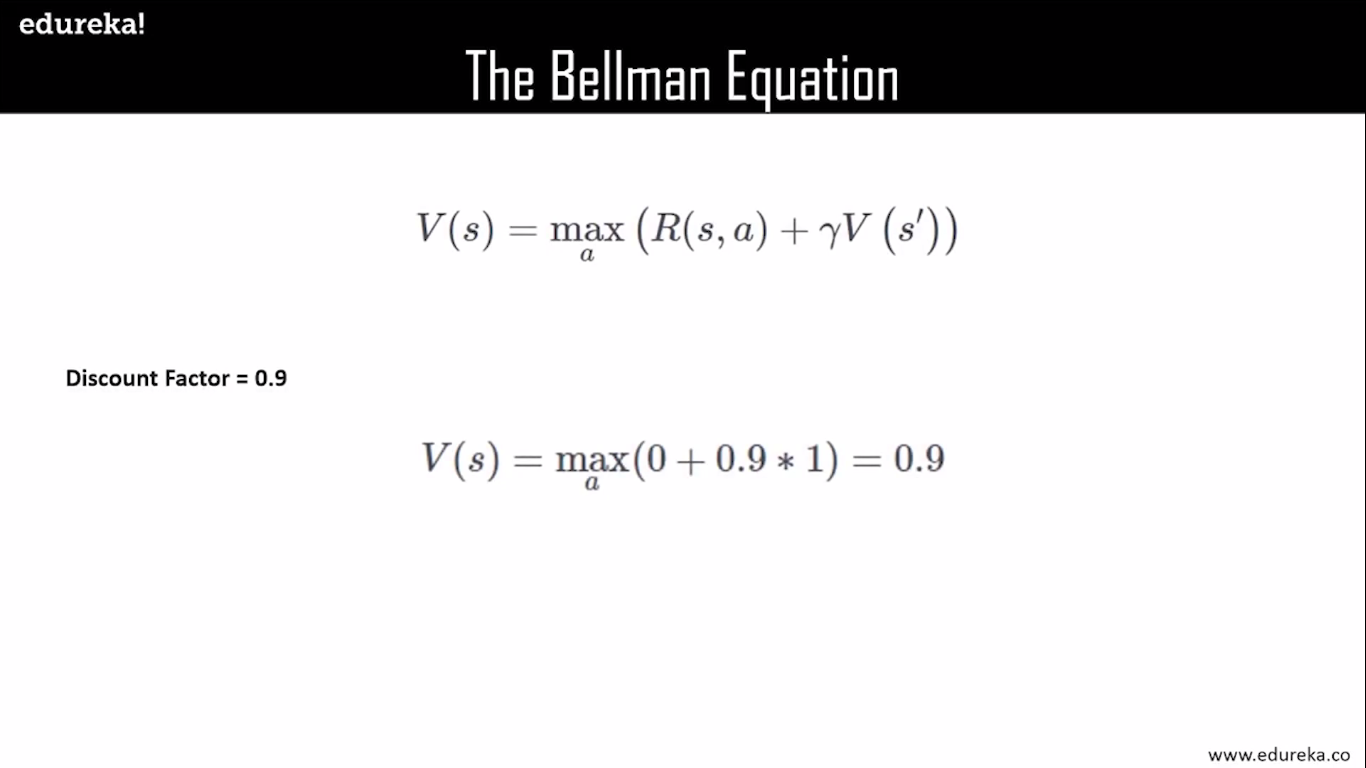 edureka!
The Bellman Equation
V(s) = max_a (R(s, a) + γV (s′))
Discount Factor = 0.9
V(s) = max_a(0 + 0.9 ∗ 1) = 0.9
www.edureka.co